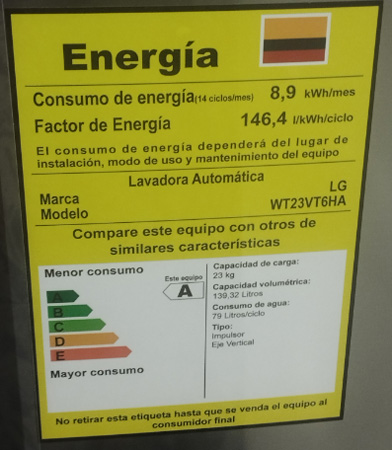 Energía
Consumo de energía(14 ciclos/mes) 8,9 kWh/mes
Factor de Energía 146,4 l/kWh/ciclo
El consumo de energía dependerá del lugar de
instalación, modo de uso y mantenimiento del equipo
Lavadora Automática
Marca LG
Modelo WT23VT6HA
Compare este equipo con otros de
similares características
Menor consumo
Este equipo
A
A
B
C
D
E
Mayor consumo
Capacidad de carga:
23 kg
Capacidad volumétrica:
139,32 Litros
Consumo de agua:
79 Litros/ciclo
Tipo:
Impulsor
Eje Vertical
No retirar esta etiqueta hasta que se venda el equipo al
consumidor final